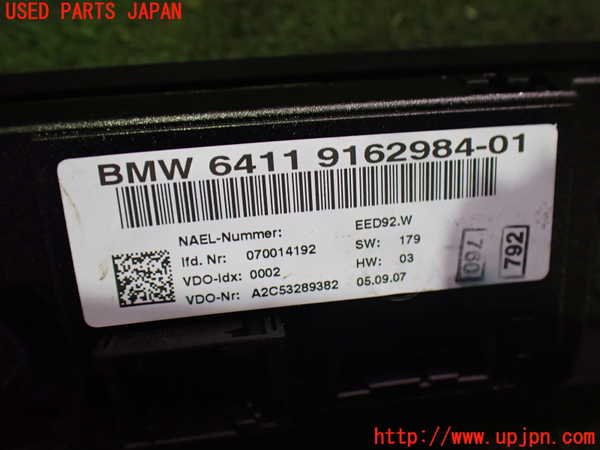 USED PARTS JAPAN
BMW 6411 9162984-01
NAEL-Nummer:
lfd. Nr: 070014192
VDO-Idx: 0002
VDO-Nr: A2C53289382
EED92.W
SW: 179
HW: 03
05.09.07
760
792
http://www.upjpn.com/